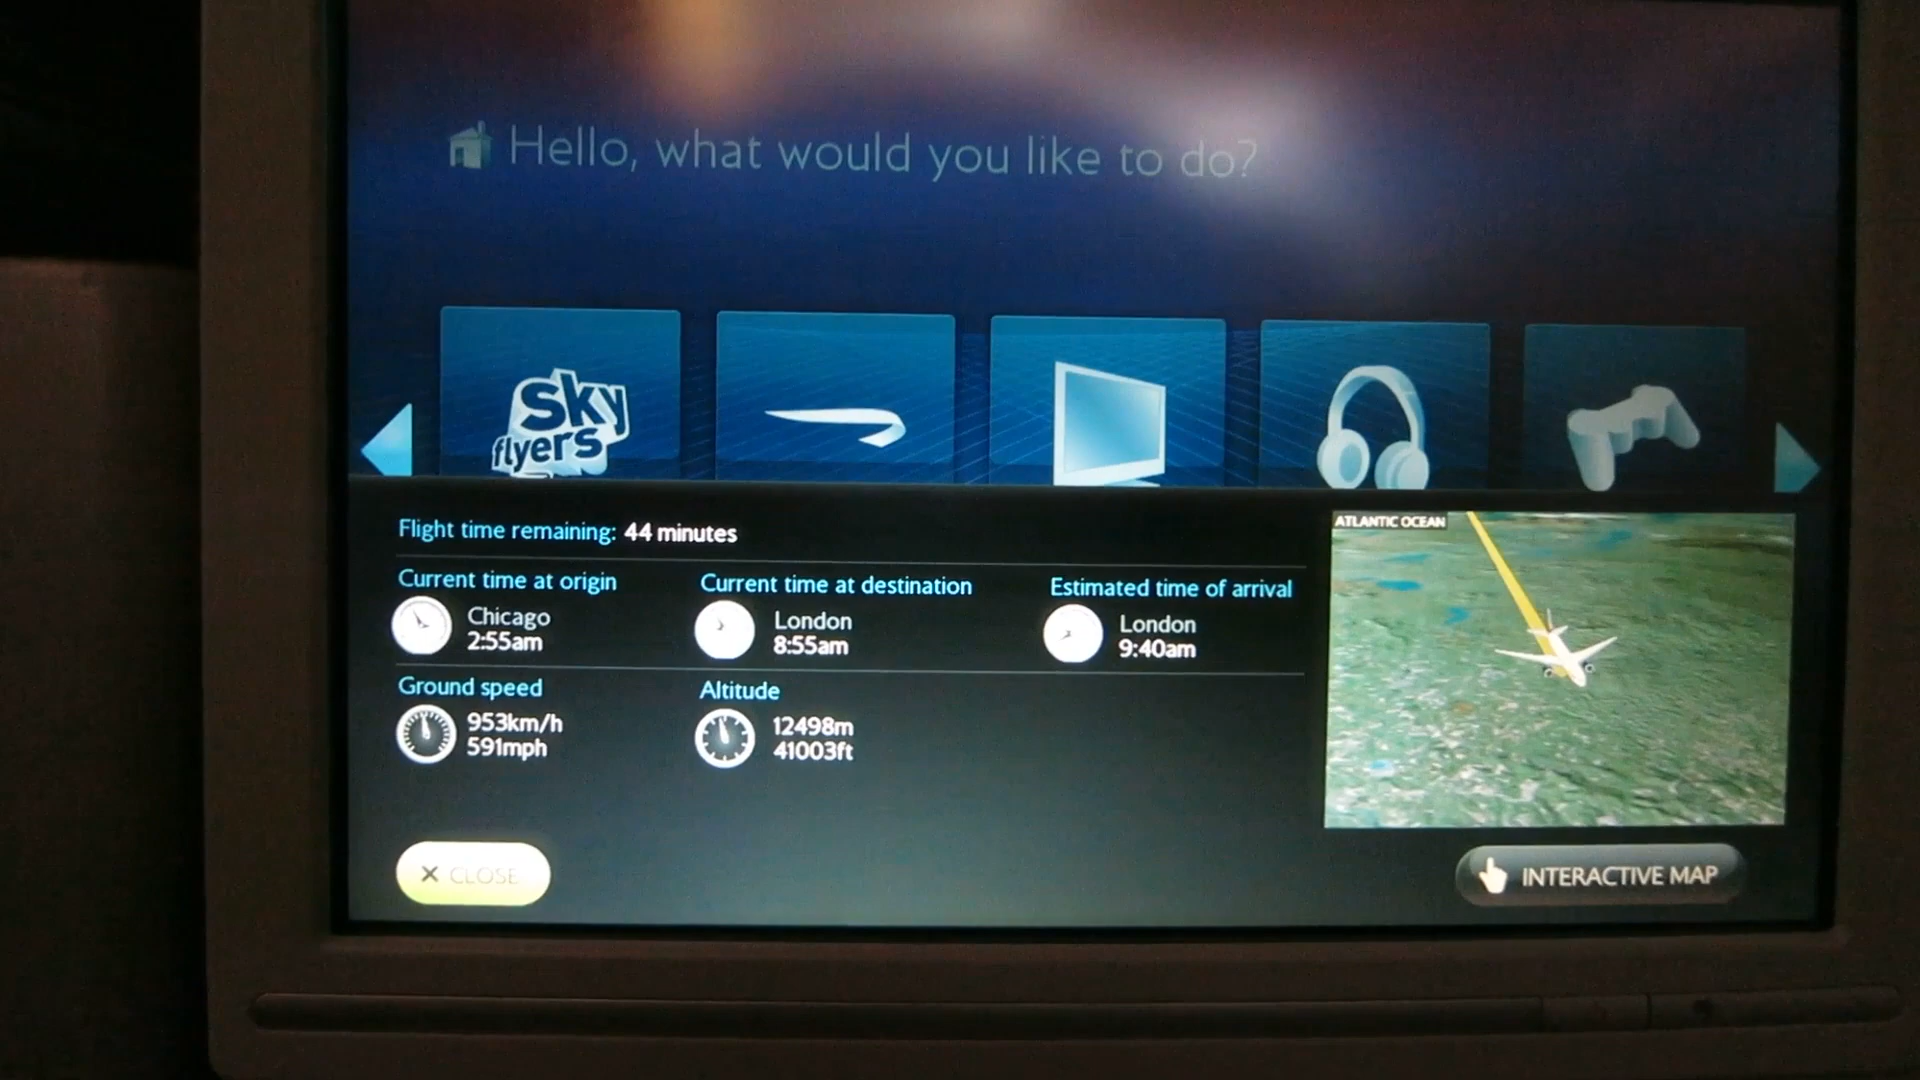 Hello, what would you like to do?
sky
flyers
Flight time remaining: 44 minutes
Current time at origin
Chicago
2:55am
Current time at destination
London
8:55am
Estimated time of arrival
London
9:40am
Ground speed
953km/h
591mph
Altitude
12498m
41003ft
ATLANTIC OCEAN
X CLOSE
INTERACTIVE MAP